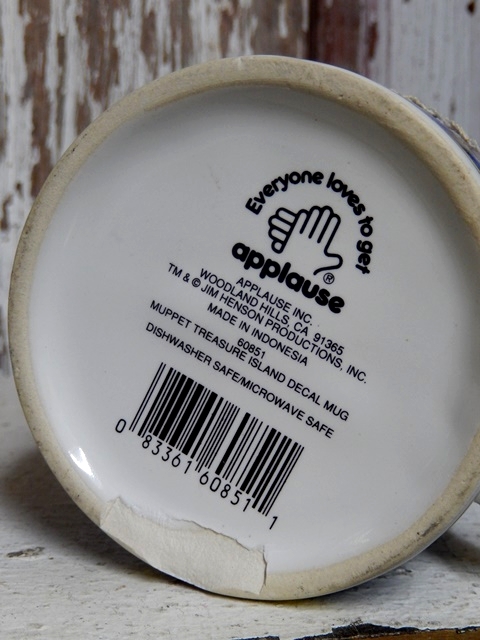 Everyone loves to get
applause®
APPLAUSE INC.
WOODLAND HILLS, CA 91365
TM & © JIM HENSON PRODUCTIONS, INC.
MADE IN INDONESIA
60851
MUPPET TREASURE ISLAND DECAL MUG
DISHWASHER SAFE/MICROWAVE SAFE
0 83361 60851 1